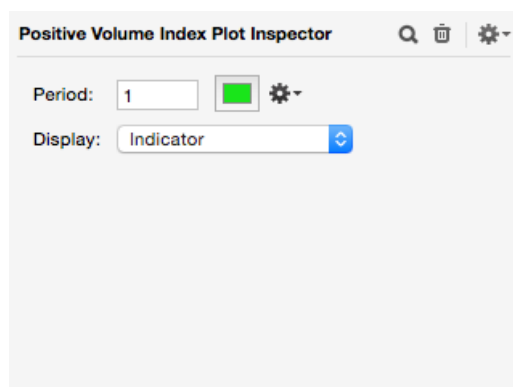 Positive Volume Index Plot Inspector
Period: 1
Display: Indicator